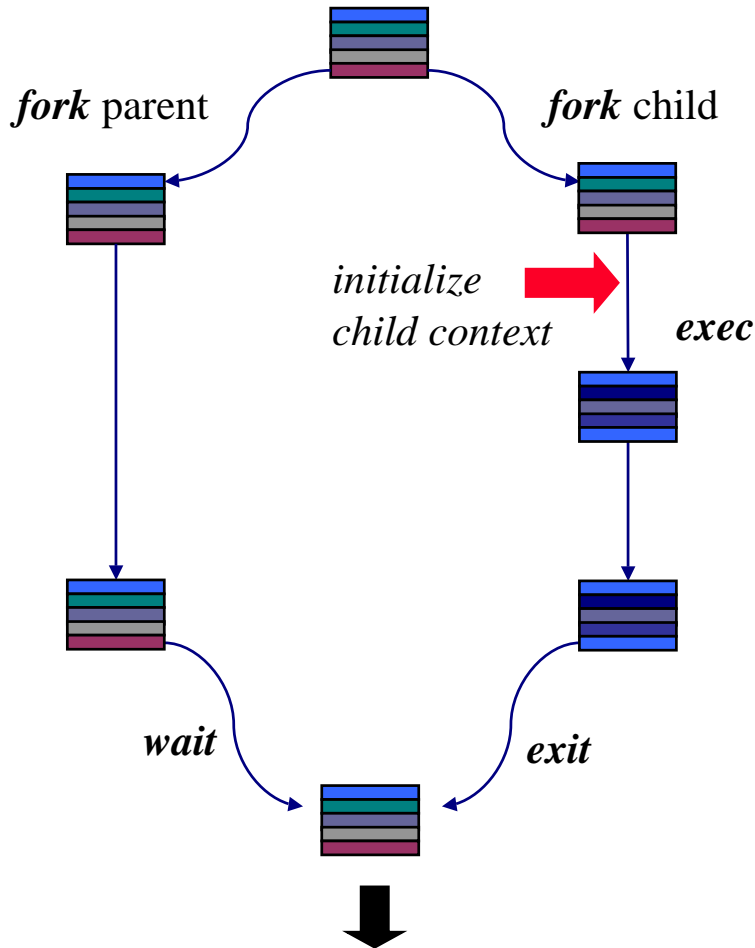 fork parent
fork child
initialize
child context
exec
wait
exit